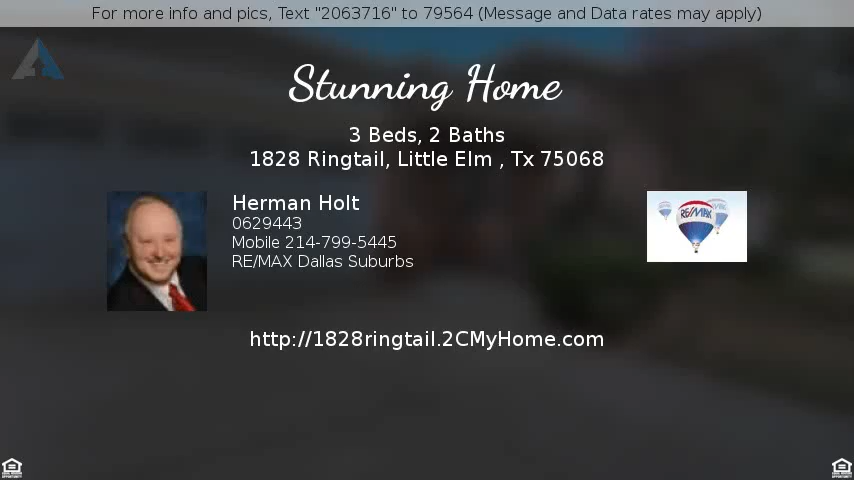 For more info and pics, Text "2063716" to 79564 (Message and Data rates may apply)
Stunning Home
3 Beds, 2 Baths
1828 Ringtail, Little Elm , Tx 75068
Herman Holt
0629443
Mobile 214-799-5445
RE/MAX Dallas Suburbs
RE/MAX
http://1828ringtail.2CMyHome.com